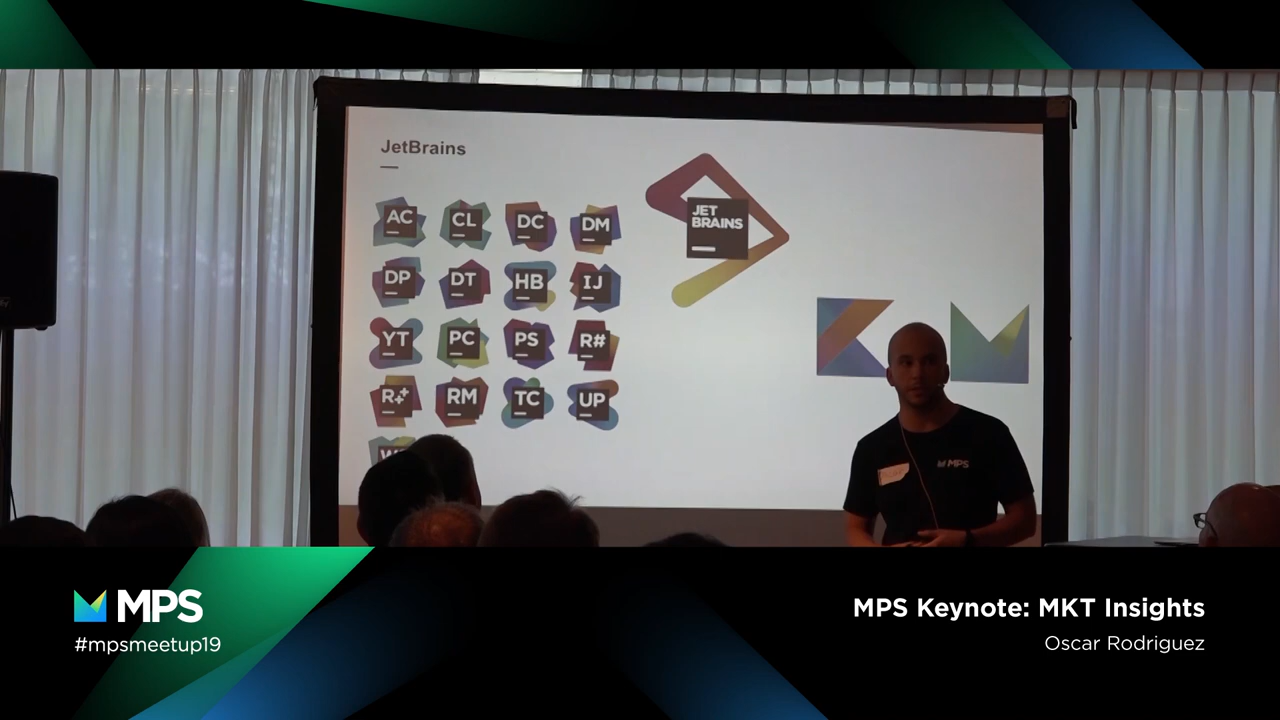 JetBrains
AC CL DC DM
JET
BRAINS
DP DT HB IJ
YT PC PS R#
R++ RM TC UP
MPS
MPS
#mpsmeetup19
MPS Keynote: MKT Insights
Oscar Rodriguez